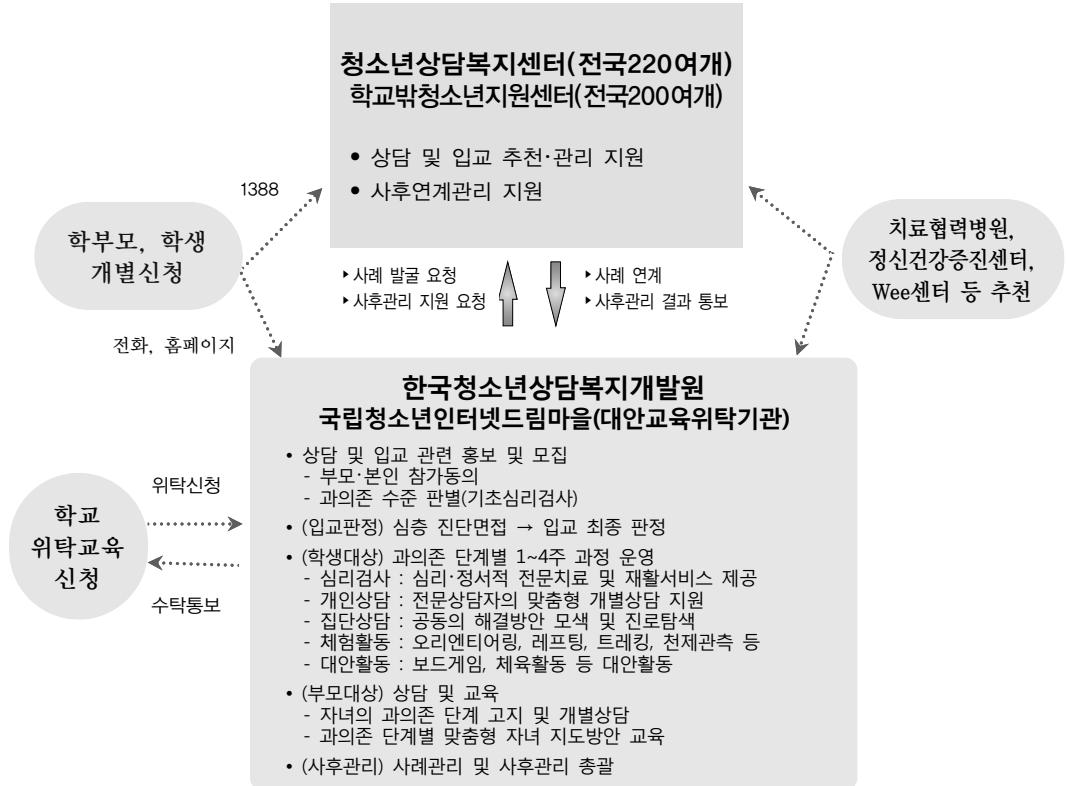 청소년상담복지센터(전국220여개)
학교밖청소년지원센터(전국200여개)
• 상담 및 입교 추천·관리 지원
• 사후연계관리 지원
1388
학부모, 학생
개별신청
전화, 홈페이지
치료협력병원,
정신건강증진센터,
Wee센터 등 추천
▸사례 발굴 요청
▸사후관리 지원 요청
▸사례 연계
▸사후관리 결과 통보
한국청소년상담복지개발원
국립청소년인터넷드림마을(대안교육위탁기관)
• 상담 및 입교 관련 홍보 및 모집
- 부모·본인 참가동의
- 과의존 수준 판별(기초심리검사)
• (입교판정) 심층 진단면접 → 입교 최종 판정
• (학생대상) 과의존 단계별 1~4주 과정 운영
- 심리검사 : 심리·정서적 전문치료 및 재활서비스 제공
- 개인상담 : 전문상담자의 맞춤형 개별상담 지원
- 집단상담 : 공동의 해결방안 모색 및 진로탐색
- 체험활동 : 오리엔티어링, 레프팅, 트레킹, 천제관측 등
- 대안활동 : 보드게임, 체육활동 등 대안활동
• (부모대상) 상담 및 교육
- 자녀의 과의존 단계 고지 및 개별상담
- 과의존 단계별 맞춤형 자녀 지도방안 교육
• (사후관리) 사례관리 및 사후관리 총괄
위탁신청
학교
위탁교육
신청
수탁통보